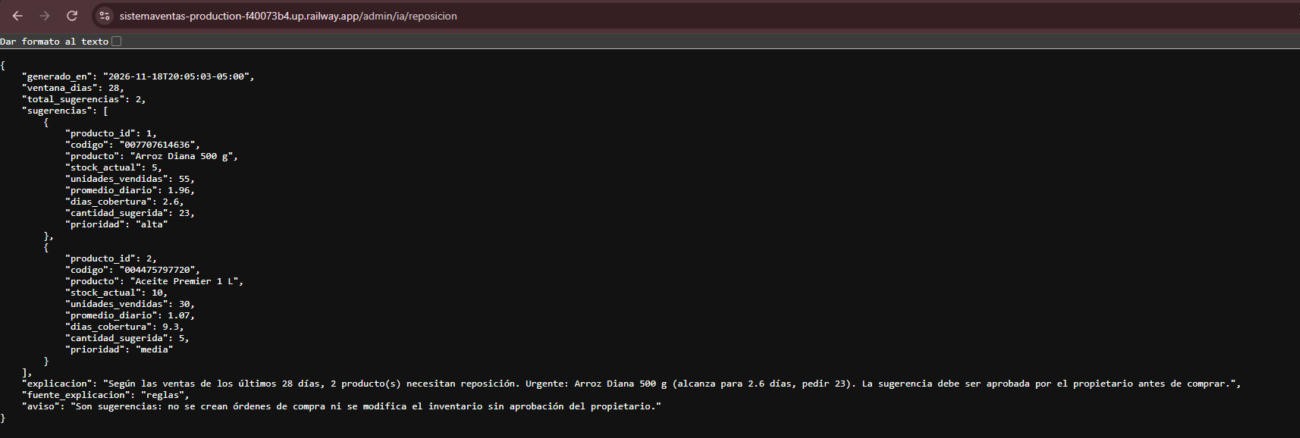 sistemaventas-production-f40073b4.up.railway.app/admin/ia/reposicion
Dar formato al texto
{
    "generado_en": "2026-11-18T20:05:03-05:00",
    "ventana_dias": 28,
    "total_sugerencias": 2,
    "sugerencias": [
        {
            "producto_id": 1,
            "codigo": "007707614636",
            "producto": "Arroz Diana 500 g",
            "stock_actual": 5,
            "unidades_vendidas": 55,
            "promedio_diario": 1.96,
            "dias_cobertura": 2.6,
            "cantidad_sugerida": 23,
            "prioridad": "alta"
        },
        {
            "producto_id": 2,
            "codigo": "004475797720",
            "producto": "Aceite Premier 1 L",
            "stock_actual": 10,
            "unidades_vendidas": 30,
            "promedio_diario": 1.07,
            "dias_cobertura": 9.3,
            "cantidad_sugerida": 5,
            "prioridad": "media"
        }
    ],
    "explicacion": "Según las ventas de los últimos 28 días, 2 producto(s) necesitan reposición. Urgente: Arroz Diana 500 g (alcanza para 2.6 días, pedir 23). La sugerencia debe ser aprobada por el propietario antes de comprar.",
    "fuente_explicacion": "reglas",
    "aviso": "Son sugerencias: no se crean órdenes de compra ni se modifica el inventario sin aprobación del propietario."
}